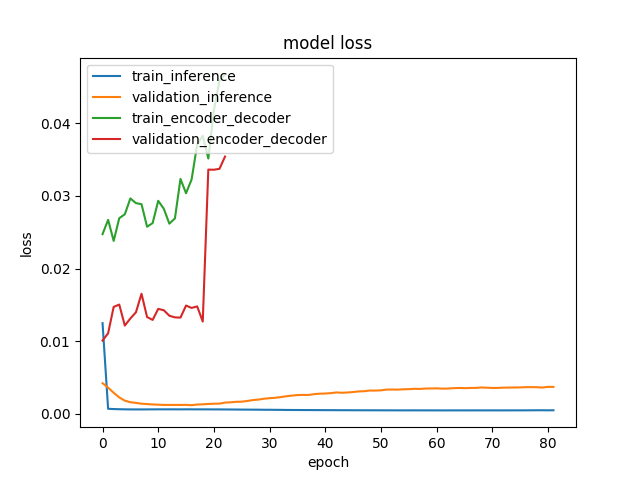 model loss
train_inference
validation_inference
train_encoder_decoder
validation_encoder_decoder
loss
0.04
0.03
0.02
0.01
0.00
0 10 20 30 40 50 60 70 80
epoch